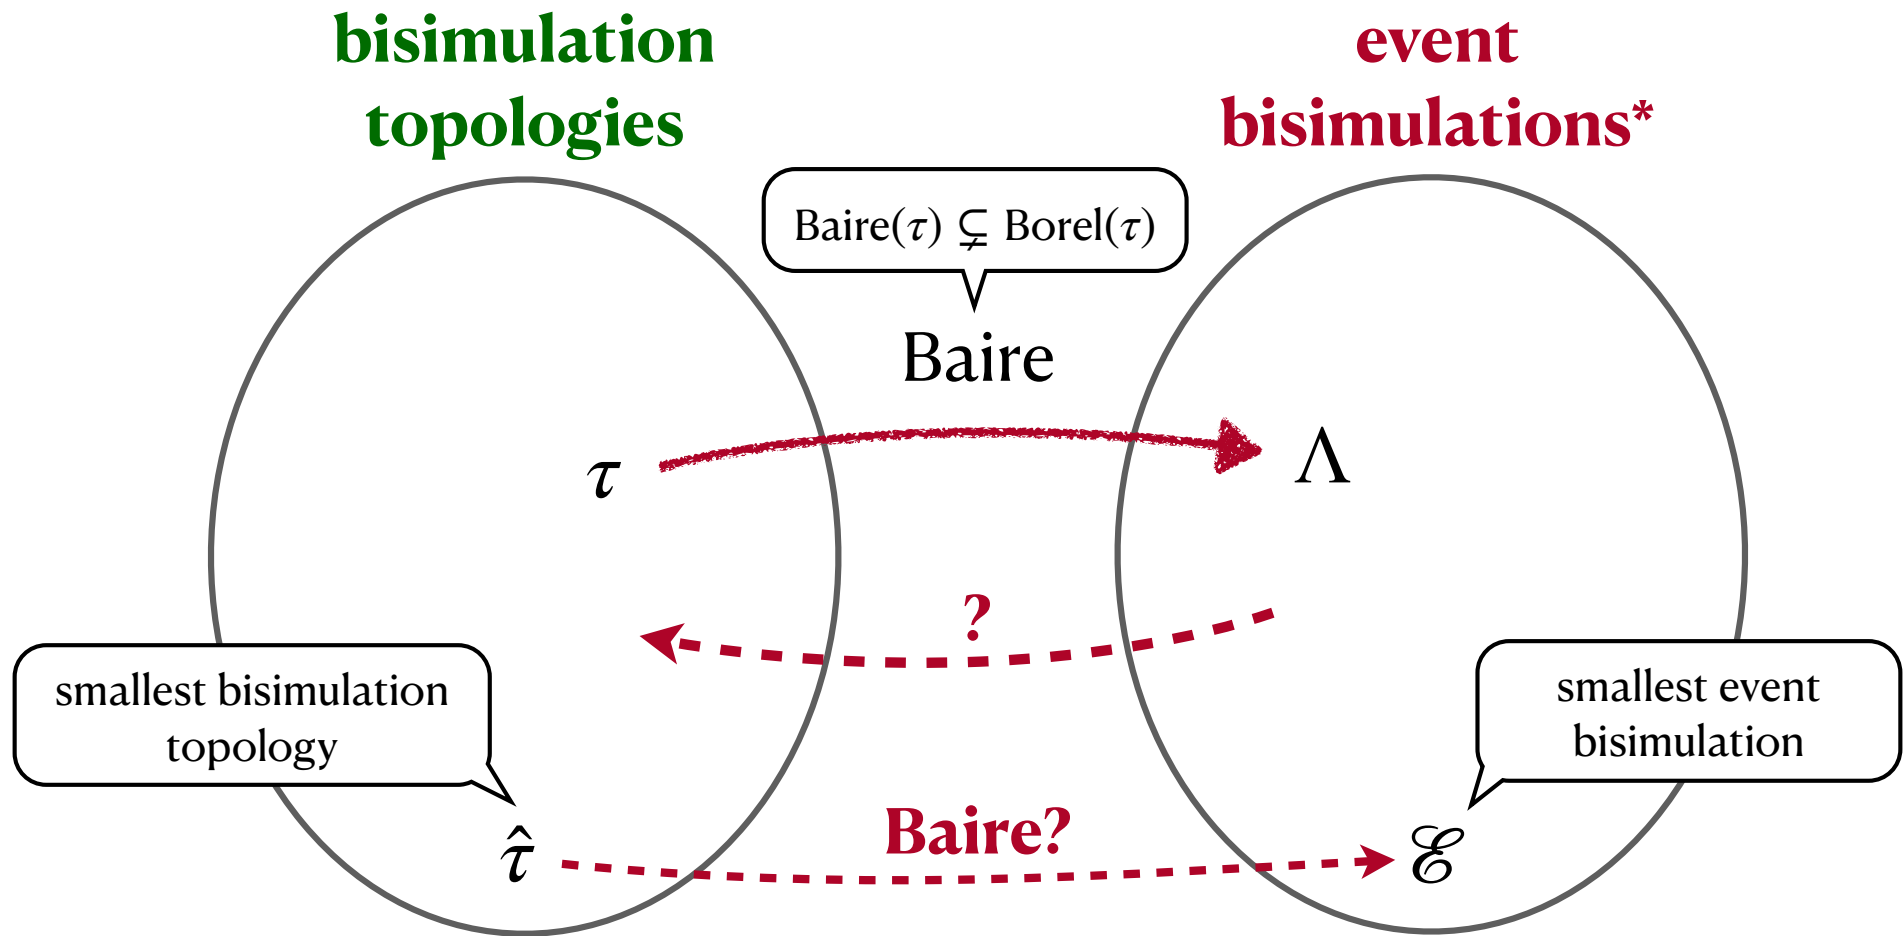 bisimulation
topologies
event
bisimulations*
Baire(τ) ⊊ Borel(τ)
Baire
τ
Λ
?
smallest bisimulation
topology
smallest event
bisimulation
Baire?
τ̂
ℰ